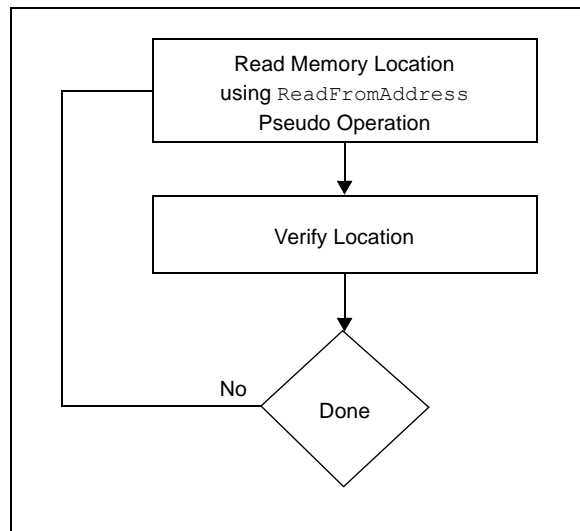 Read Memory Location
using ReadFromAddress
Pseudo Operation
Verify Location
No
Done